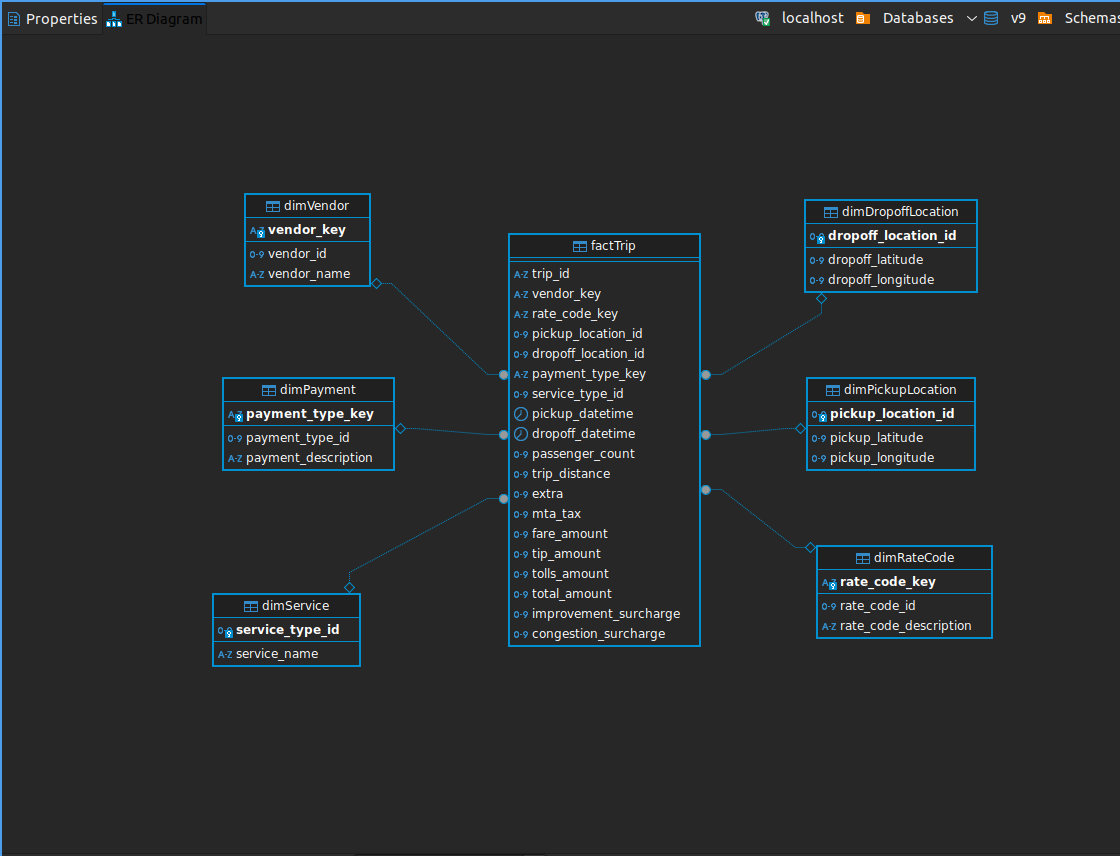 Properties
ER Diagram
localhost
Databases
v9
Schemas
dimVendor
vendor_key
vendor_id
vendor_name
dimPayment
payment_type_key
payment_type_id
payment_description
dimService
service_type_id
service_name
factTrip
trip_id
vendor_key
rate_code_key
pickup_location_id
dropoff_location_id
payment_type_key
service_type_id
pickup_datetime
dropoff_datetime
passenger_count
trip_distance
extra
mta_tax
fare_amount
tip_amount
tolls_amount
total_amount
improvement_surcharge
congestion_surcharge
dimDropoffLocation
dropoff_location_id
dropoff_latitude
dropoff_longitude
dimPickupLocation
pickup_location_id
pickup_latitude
pickup_longitude
dimRateCode
rate_code_key
rate_code_id
rate_code_description